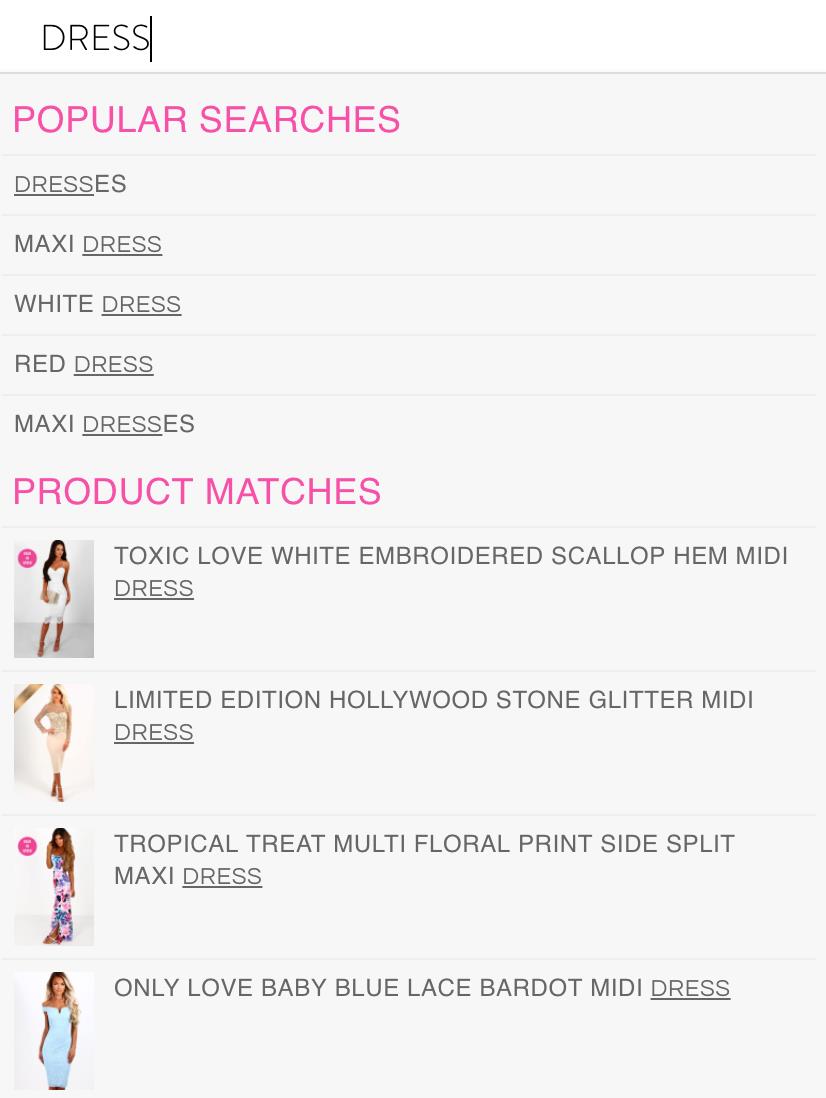 DRESS
POPULAR SEARCHES
DRESSES
MAXI DRESS
WHITE DRESS
RED DRESS
MAXI DRESSES
PRODUCT MATCHES
TOXIC LOVE WHITE EMBROIDERED SCALLOP HEM MIDI
DRESS
LIMITED EDITION HOLLYWOOD STONE GLITTER MIDI
DRESS
TROPICAL TREAT MULTI FLORAL PRINT SIDE SPLIT
MAXI DRESS
ONLY LOVE BABY BLUE LACE BARDOT MIDI DRESS